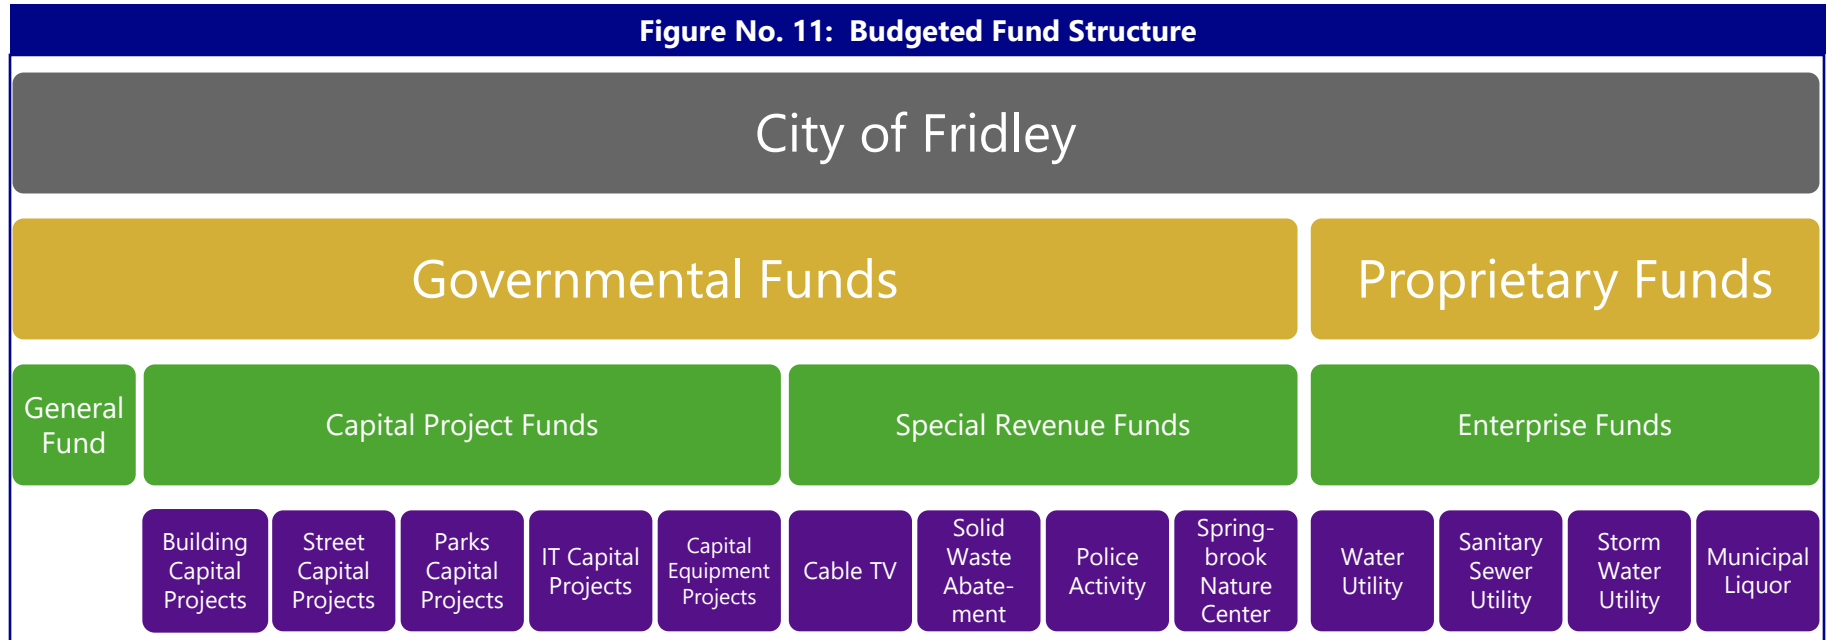 Figure No. 11:  Budgeted Fund Structure
City of Fridley
Governmental Funds
Proprietary Funds
General
Fund
Capital Project Funds
Special Revenue Funds
Enterprise Funds
Building
Capital
Projects
Street
Capital
Projects
Parks
Capital
Projects
IT Capital
Projects
Capital
Equipment
Projects
Cable TV
Solid
Waste
Abate-
ment
Police
Activity
Spring-
brook
Nature
Center
Water
Utility
Sanitary
Sewer
Utility
Storm
Water
Utility
Municipal
Liquor